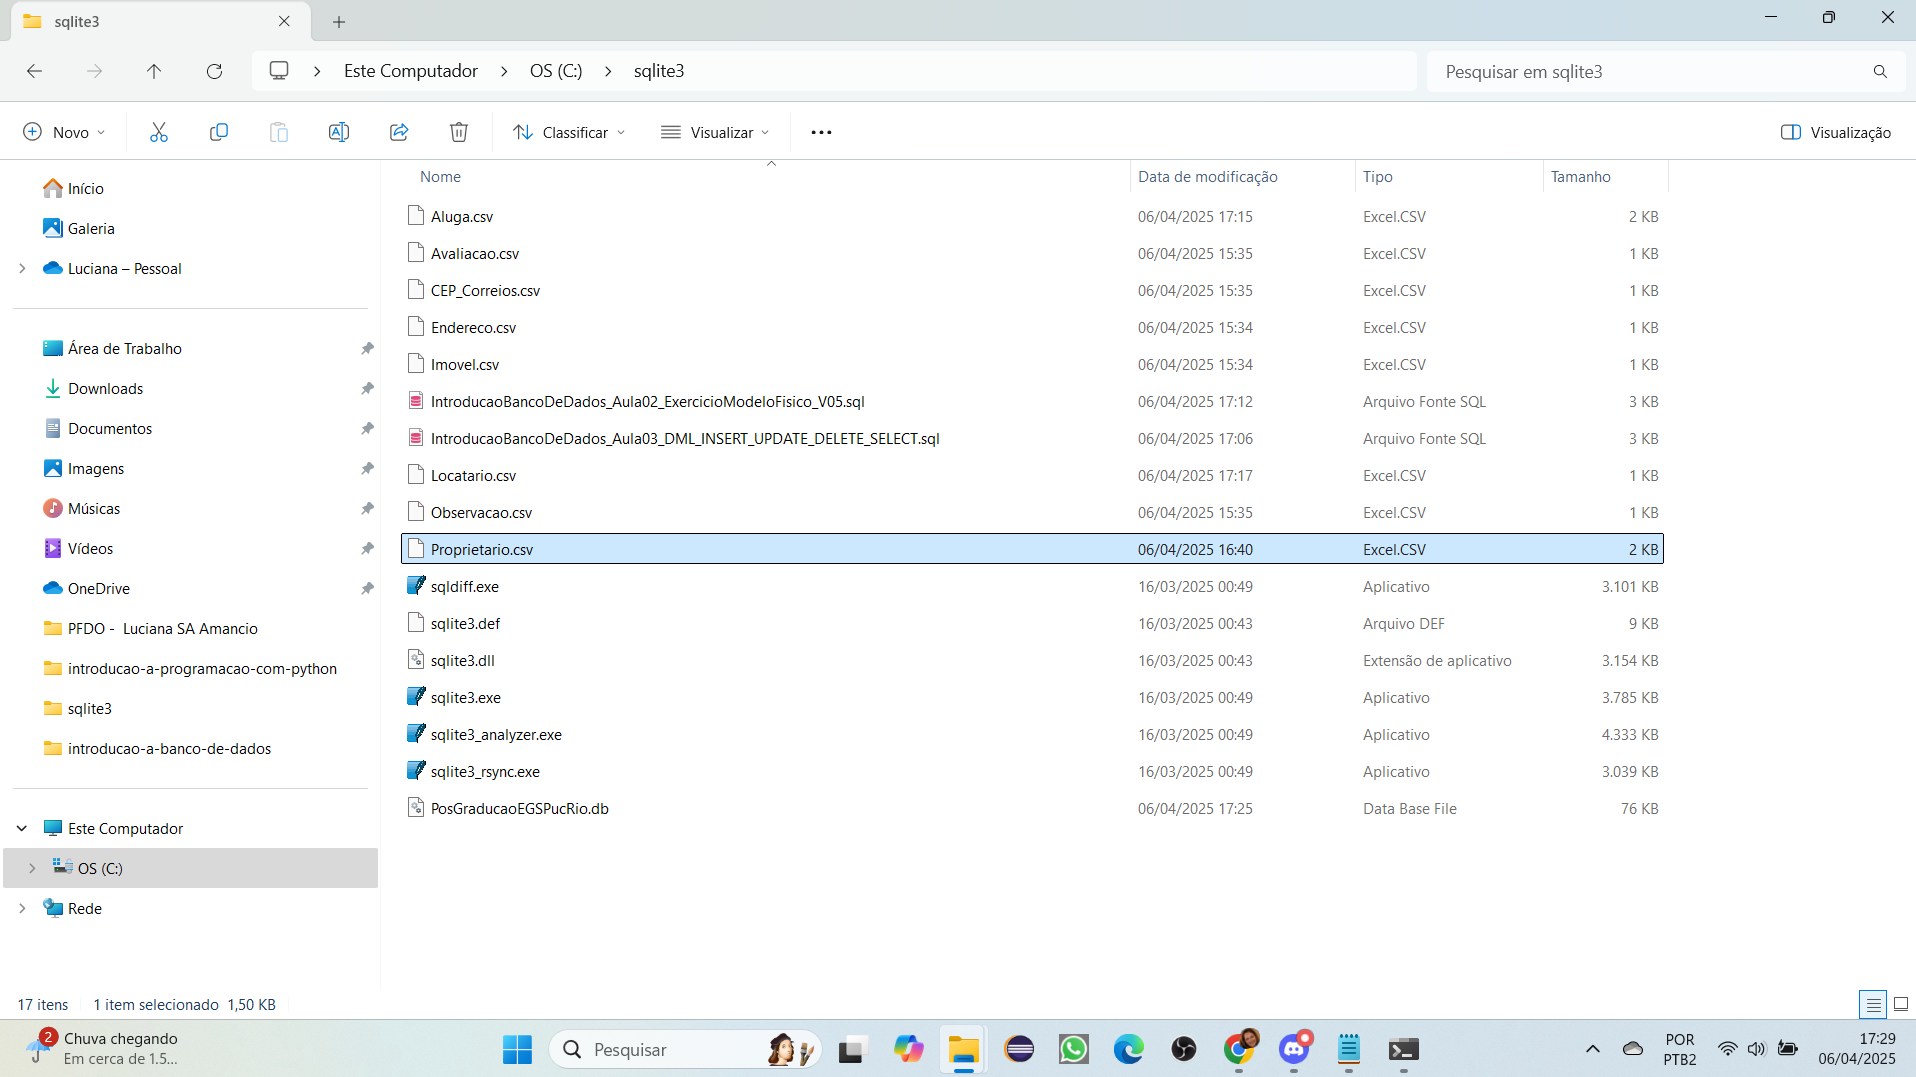 sqlite3
Este Computador > OS (C:) > sqlite3
Pesquisar em sqlite3
Novo
Classificar
Visualizar
Visualização
Início
Galeria
Luciana – Pessoal
Área de Trabalho
Downloads
Documentos
Imagens
Músicas
Vídeos
OneDrive
PFDO - Luciana SA Amancio
introducao-a-programacao-com-python
sqlite3
introducao-a-banco-de-dados
Este Computador
OS (C:)
Rede
Nome Data de modificação Tipo Tamanho
Aluga.csv 06/04/2025 17:15 Excel.CSV 2 KB
Avaliacao.csv 06/04/2025 15:35 Excel.CSV 1 KB
CEP_Correios.csv 06/04/2025 15:35 Excel.CSV 1 KB
Endereco.csv 06/04/2025 15:34 Excel.CSV 1 KB
Imovel.csv 06/04/2025 15:34 Excel.CSV 1 KB
IntroducaoBancoDeDados_Aula02_ExercicioModeloFisico_V05.sql 06/04/2025 17:12 Arquivo Fonte SQL 3 KB
IntroducaoBancoDeDados_Aula03_DML_INSERT_UPDATE_DELETE_SELECT.sql 06/04/2025 17:06 Arquivo Fonte SQL 3 KB
Locatario.csv 06/04/2025 17:17 Excel.CSV 1 KB
Observacao.csv 06/04/2025 15:35 Excel.CSV 1 KB
Proprietario.csv 06/04/2025 16:40 Excel.CSV 2 KB
sqldiff.exe 16/03/2025 00:49 Aplicativo 3.101 KB
sqlite3.def 16/03/2025 00:43 Arquivo DEF 9 KB
sqlite3.dll 16/03/2025 00:43 Extensão de aplicativo 3.154 KB
sqlite3.exe 16/03/2025 00:49 Aplicativo 3.785 KB
sqlite3_analyzer.exe 16/03/2025 00:49 Aplicativo 4.333 KB
sqlite3_rsync.exe 16/03/2025 00:49 Aplicativo 3.039 KB
PosGraducaoEGSPucRio.db 06/04/2025 17:25 Data Base File 76 KB
17 itens 1 item selecionado 1,50 KB
2
Chuva chegando
Em cerca de 1.5...
Pesquisar
POR
PTB2
17:29
06/04/2025